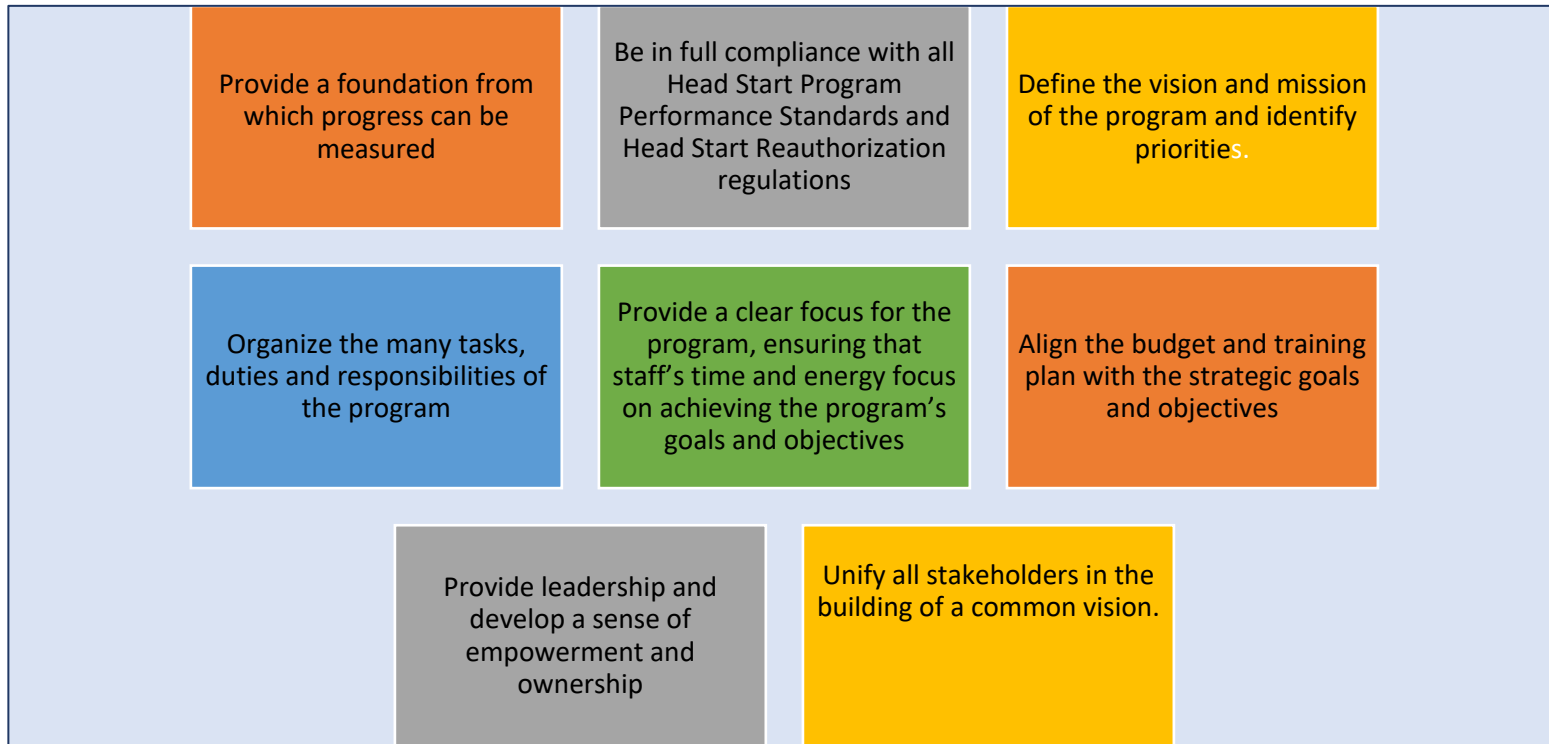 Provide a foundation from
which progress can be
measured
Be in full compliance with all
Head Start Program
Performance Standards and
Head Start Reauthorization
regulations
Define the vision and mission
of the program and identify
priorities.
Organize the many tasks,
duties and responsibilities of
the program
Provide a clear focus for the
program, ensuring that
staff’s time and energy focus
on achieving the program’s
goals and objectives
Align the budget and training
plan with the strategic goals
and objectives
Provide leadership and
develop a sense of
empowerment and
ownership
Unify all stakeholders in the
building of a common vision.